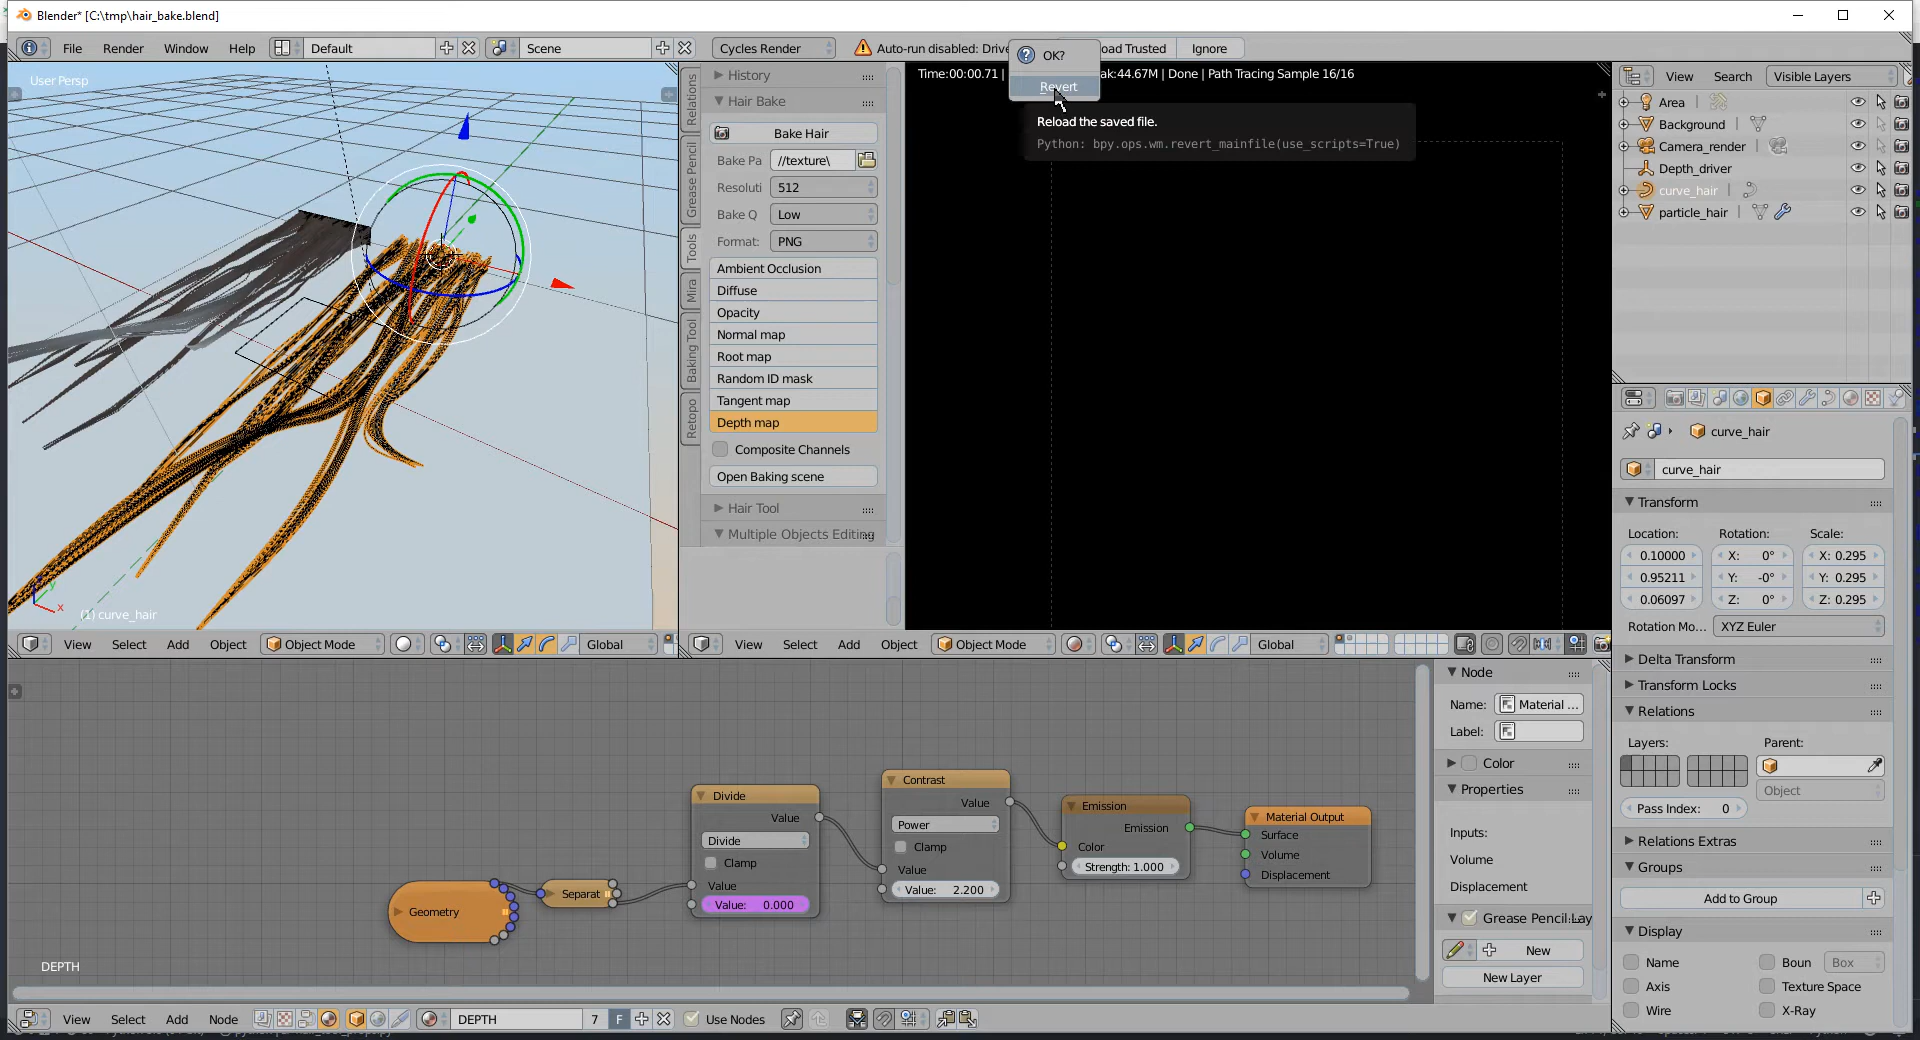 Blender* [C:\tmp\hair_bake.blend]
File Render Window Help Default Scene Cycles Render Auto-run disabled: Drive oad Trusted Ignore
OK?
Revert
Reload the saved file.
Python: bpy.ops.wm.revert_mainfile(use_scripts=True)
User Persp
(1) curve_hair
Relations
Grease Pencil
Tools
Mira
Baking Tool
Retopo
History
Hair Bake
Bake Hair
Bake Pa //texture\
Resoluti 512
Bake Q Low
Format: PNG
Ambient Occlusion
Diffuse
Opacity
Normal map
Root map
Random ID mask
Tangent map
Depth map
Composite Channels
Open Baking scene
Hair Tool
Multiple Objects Editing
Time:00:00.71 | ak:44.67M | Done | Path Tracing Sample 16/16
View Search Visible Layers
Area
Background
Camera_render
Depth_driver
curve_hair
particle_hair
curve_hair
curve_hair
Transform
Location: Rotation: Scale:
0.10000 X: 0° X: 0.295
0.95211 Y: -0° Y: 0.295
0.06097 Z: 0° Z: 0.295
Rotation Mo... XYZ Euler
Delta Transform
Transform Locks
Relations
Layers: Parent:
Object
Pass Index: 0
Relations Extras
Groups
Add to Group
Display
Name Boun Box
Axis Texture Space
Wire X-Ray
View Select Add Object Object Mode Global
View Select Add Object Object Mode Global
Geometry
Separat
Divide
Value
Divide
Clamp
Value
Value: 0.000
Contrast
Value
Power
Clamp
Value
Value: 2.200
Emission
Emission
Color
Strength: 1.000
Material Output
Surface
Volume
Displacement
DEPTH
Node
Name: Material ...
Label:
Color
Properties
Inputs:
Volume
Displacement
Grease Pencil Lay
New
New Layer
View Select Add Node DEPTH 7 F Use Nodes